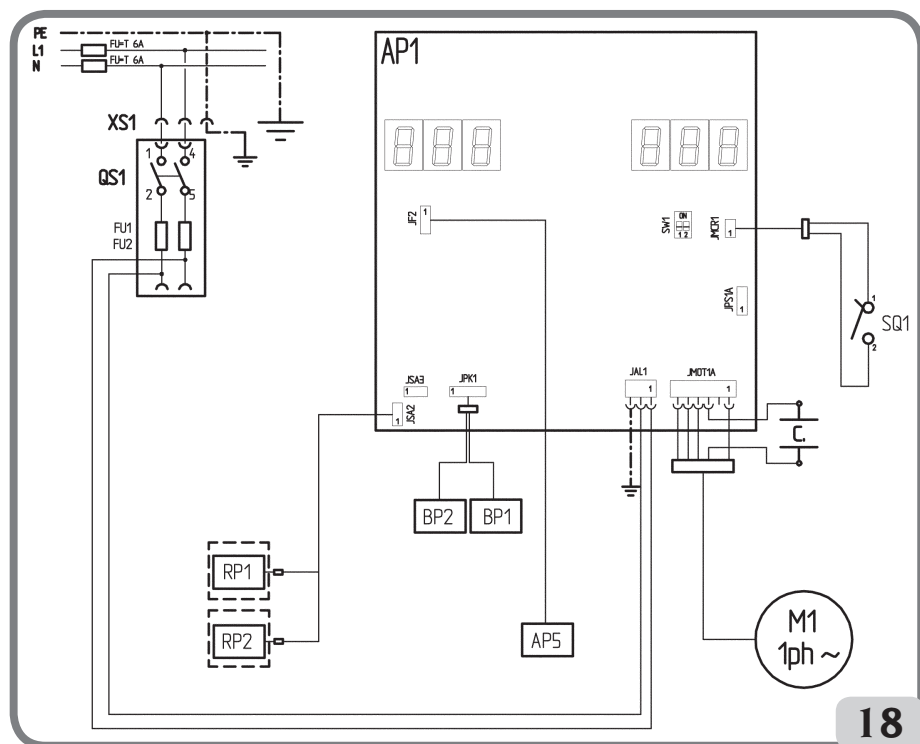 PE
L1
N
FU=T 6A
FU=T 6A
XS1
1 4
QS1
2 5
FU1
FU2
AP1
JF2
1
SW1
ON
1 2
JMCR1
1
JPS1A
1
1
SQ1
2
JSA3
1
JPK1
1
JSA2
1
JAL1
1
JMOT1A
1
C.
BP2
BP1
RP1
RP2
AP5
M1
1ph ~
18